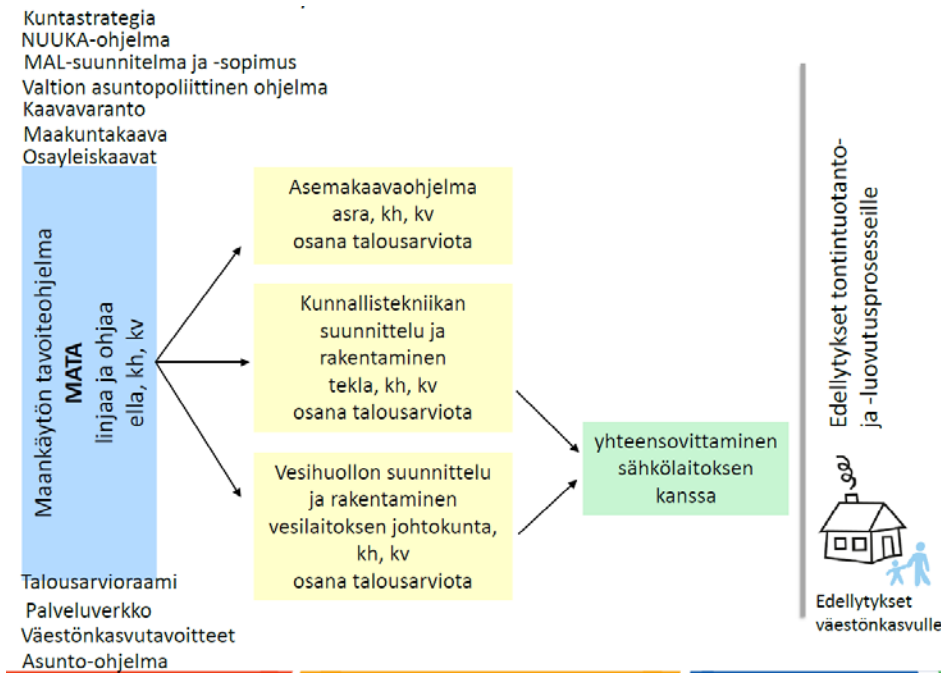 Kuntastrategia
NUUKA-ohjelma
MAL-suunnitelma ja -sopimus
Valtion asuntopoliittinen ohjelma
Kaavavaranto
Maakuntakaava
Osayleiskaavat
Maankäytön tavoiteohjelma
MATA
linjaa ja ohjaa
ella, kh, kv
Talousarvioraami
Palveluverkko
Väestönkasvutavoitteet
Asunto-ohjelma
Asemakaavaohjelma
asra, kh, kv
osana talousarviota
Kunnallistekniikan
suunnittelu ja
rakentaminen
tekla, kh, kv
osana talousarviota
Vesihuollon suunnittelu
ja rakentaminen
vesilaitoksen johtokunta,
kh, kv
osana talousarviota
yhteensovittaminen
sähkölaitoksen
kanssa
Edellytykset tontintuotanto-
ja -luovutusprosesseille
Edellytykset
väestönkasvulle